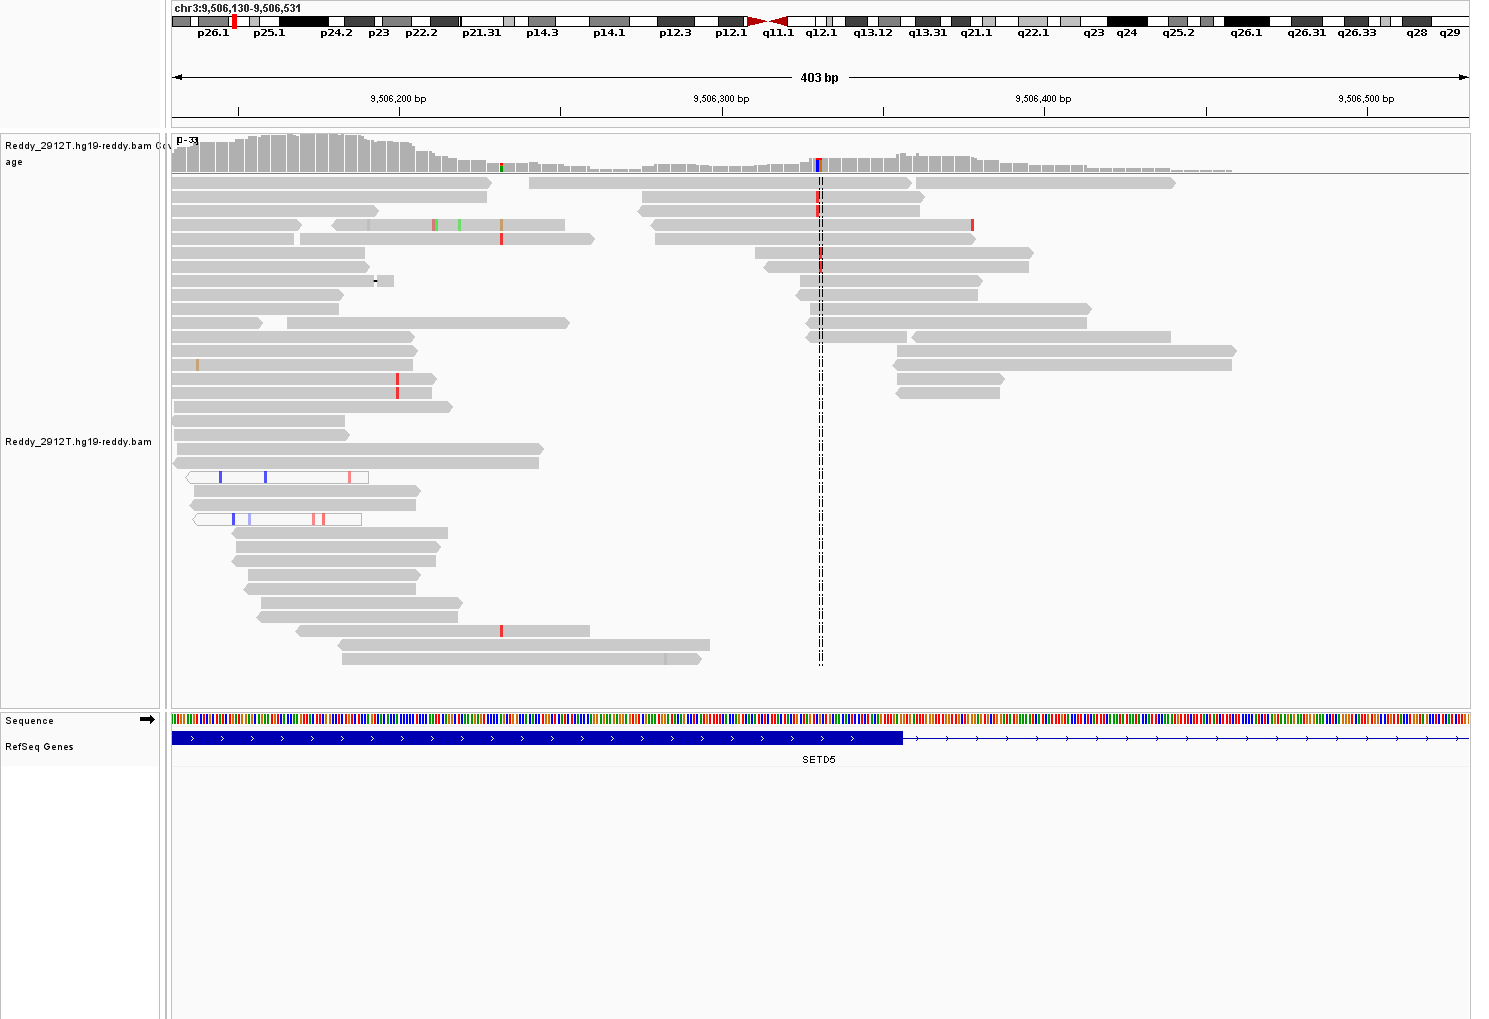 chr3:9,506,130-9,506,531
p26.1 p25.1 p24.2 p23 p22.2 p21.31 p14.3 p14.1 p12.3 p12.1 q11.1 q12.1 q13.12 q13.31 q21.1 q22.1 q23 q24 q25.2 q26.1 q26.31 q26.33 q28 q29
403 bp
9,506,200 bp 9,506,300 bp 9,506,400 bp 9,506,500 bp
Reddy_2912T.hg19-reddy.bam Cov
age
Reddy_2912T.hg19-reddy.bam
Sequence
RefSeq Genes
SETD5